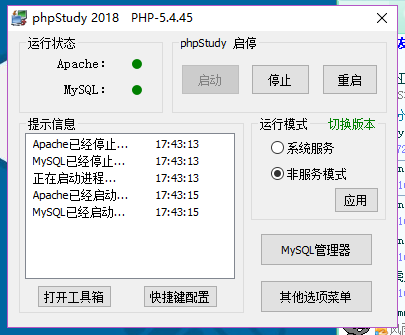 phpStudy 2018 PHP-5.4.45
运行状态
Apache:
MySQL:
phpStudy 启停
启动 停止 重启
提示信息
Apache已经停止... 17:43:13
MySQL已经停止... 17:43:13
正在启动进程... 17:43:13
Apache已经启动... 17:43:15
MySQL已经启动... 17:43:15
打开工具箱 快捷键配置
运行模式 切换版本
系统服务
非服务模式
应用
MySQL管理器
其他选项菜单